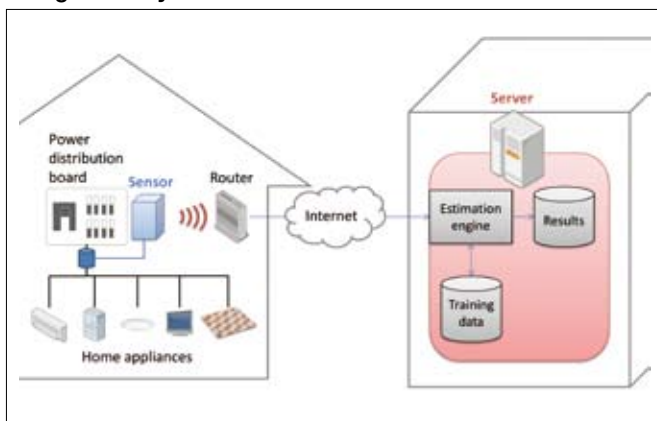 Server
Power
distribution
board
Sensor
Router
Internet
Estimation
engine
Results
Training
data
Home appliances